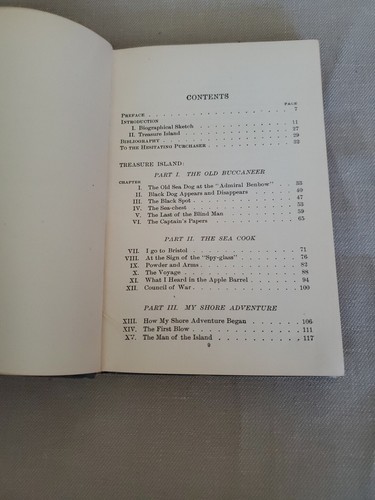 CONTENTS
PAGE
PREFACE . . . . . . . . . . . . . . . 7
INTRODUCTION
I. Biographical Sketch . . . . . . . . . . 11
II. Treasure Island . . . . . . . . . . . 27
BIBLIOGRAPHY . . . . . . . . . . . . . 29
TO THE HESITATING PURCHASER . . . . . . . . 32
TREASURE ISLAND:
PART I. THE OLD BUCCANEER
CHAPTER
I. The Old Sea Dog at the "Admiral Benbow" . . . 33
II. Black Dog Appears and Disappears . . . . . 40
III. The Black Spot . . . . . . . . . . . 47
IV. The Sea-chest . . . . . . . . . . . 53
V. The Last of the Blind Man . . . . . . . 59
VI. The Captain's Papers . . . . . . . . . 65
PART II. THE SEA COOK
VII. I go to Bristol . . . . . . . . . . . 71
VIII. At the Sign of the "Spy-glass" . . . . . . 76
IX. Powder and Arms . . . . . . . . . . 82
X. The Voyage . . . . . . . . . . . . 88
XI. What I Heard in the Apple Barrel . . . . . 94
XII. Council of War . . . . . . . . . . . 100
PART III. MY SHORE ADVENTURE
XIII. How My Shore Adventure Began . . . . . . 106
XIV. The First Blow . . . . . . . . . . . 111
XV. The Man of the Island . . . . . . . . . 117
9